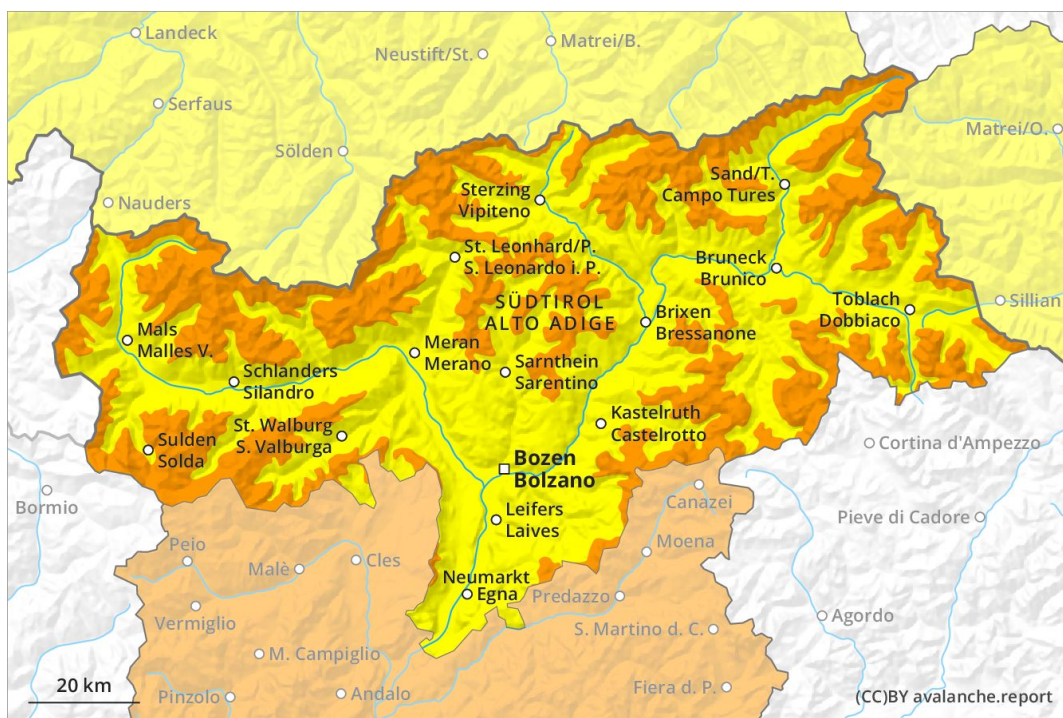 Landeck
Matrei/B.
Neustift/St.
Serfaus
Matrei/O.
Sölden
Sand/T.
Campo Tures
Sterzing
Vipiteno
Nauders
St. Leonhard/P.
S. Leonardo i. P.
Bruneck
Brunico
SÜDTIROL
ALTO ADIGE
Toblach
Dobbiaco
Sillian
Brixen
Bressanone
Mals
Malles V.
Meran
Merano
Sarnthein
Sarentino
Schlanders
Silandro
Kastelruth
Castelrotto
St. Walburg
S. Valburga
Sulden
Solda
Cortina d'Ampezzo
Bozen
Bolzano
Bormio
Canazei
Leifers
Laives
Pieve di Cadore
Peio
Cles
Malè
Moena
Neumarkt
Egna
Predazzo
Vermiglio
Agordo
S. Martino d. C.
M. Campiglio
20 km
Pinzolo
Andalo
Fiera d. P.
(CC)BY avalanche.report